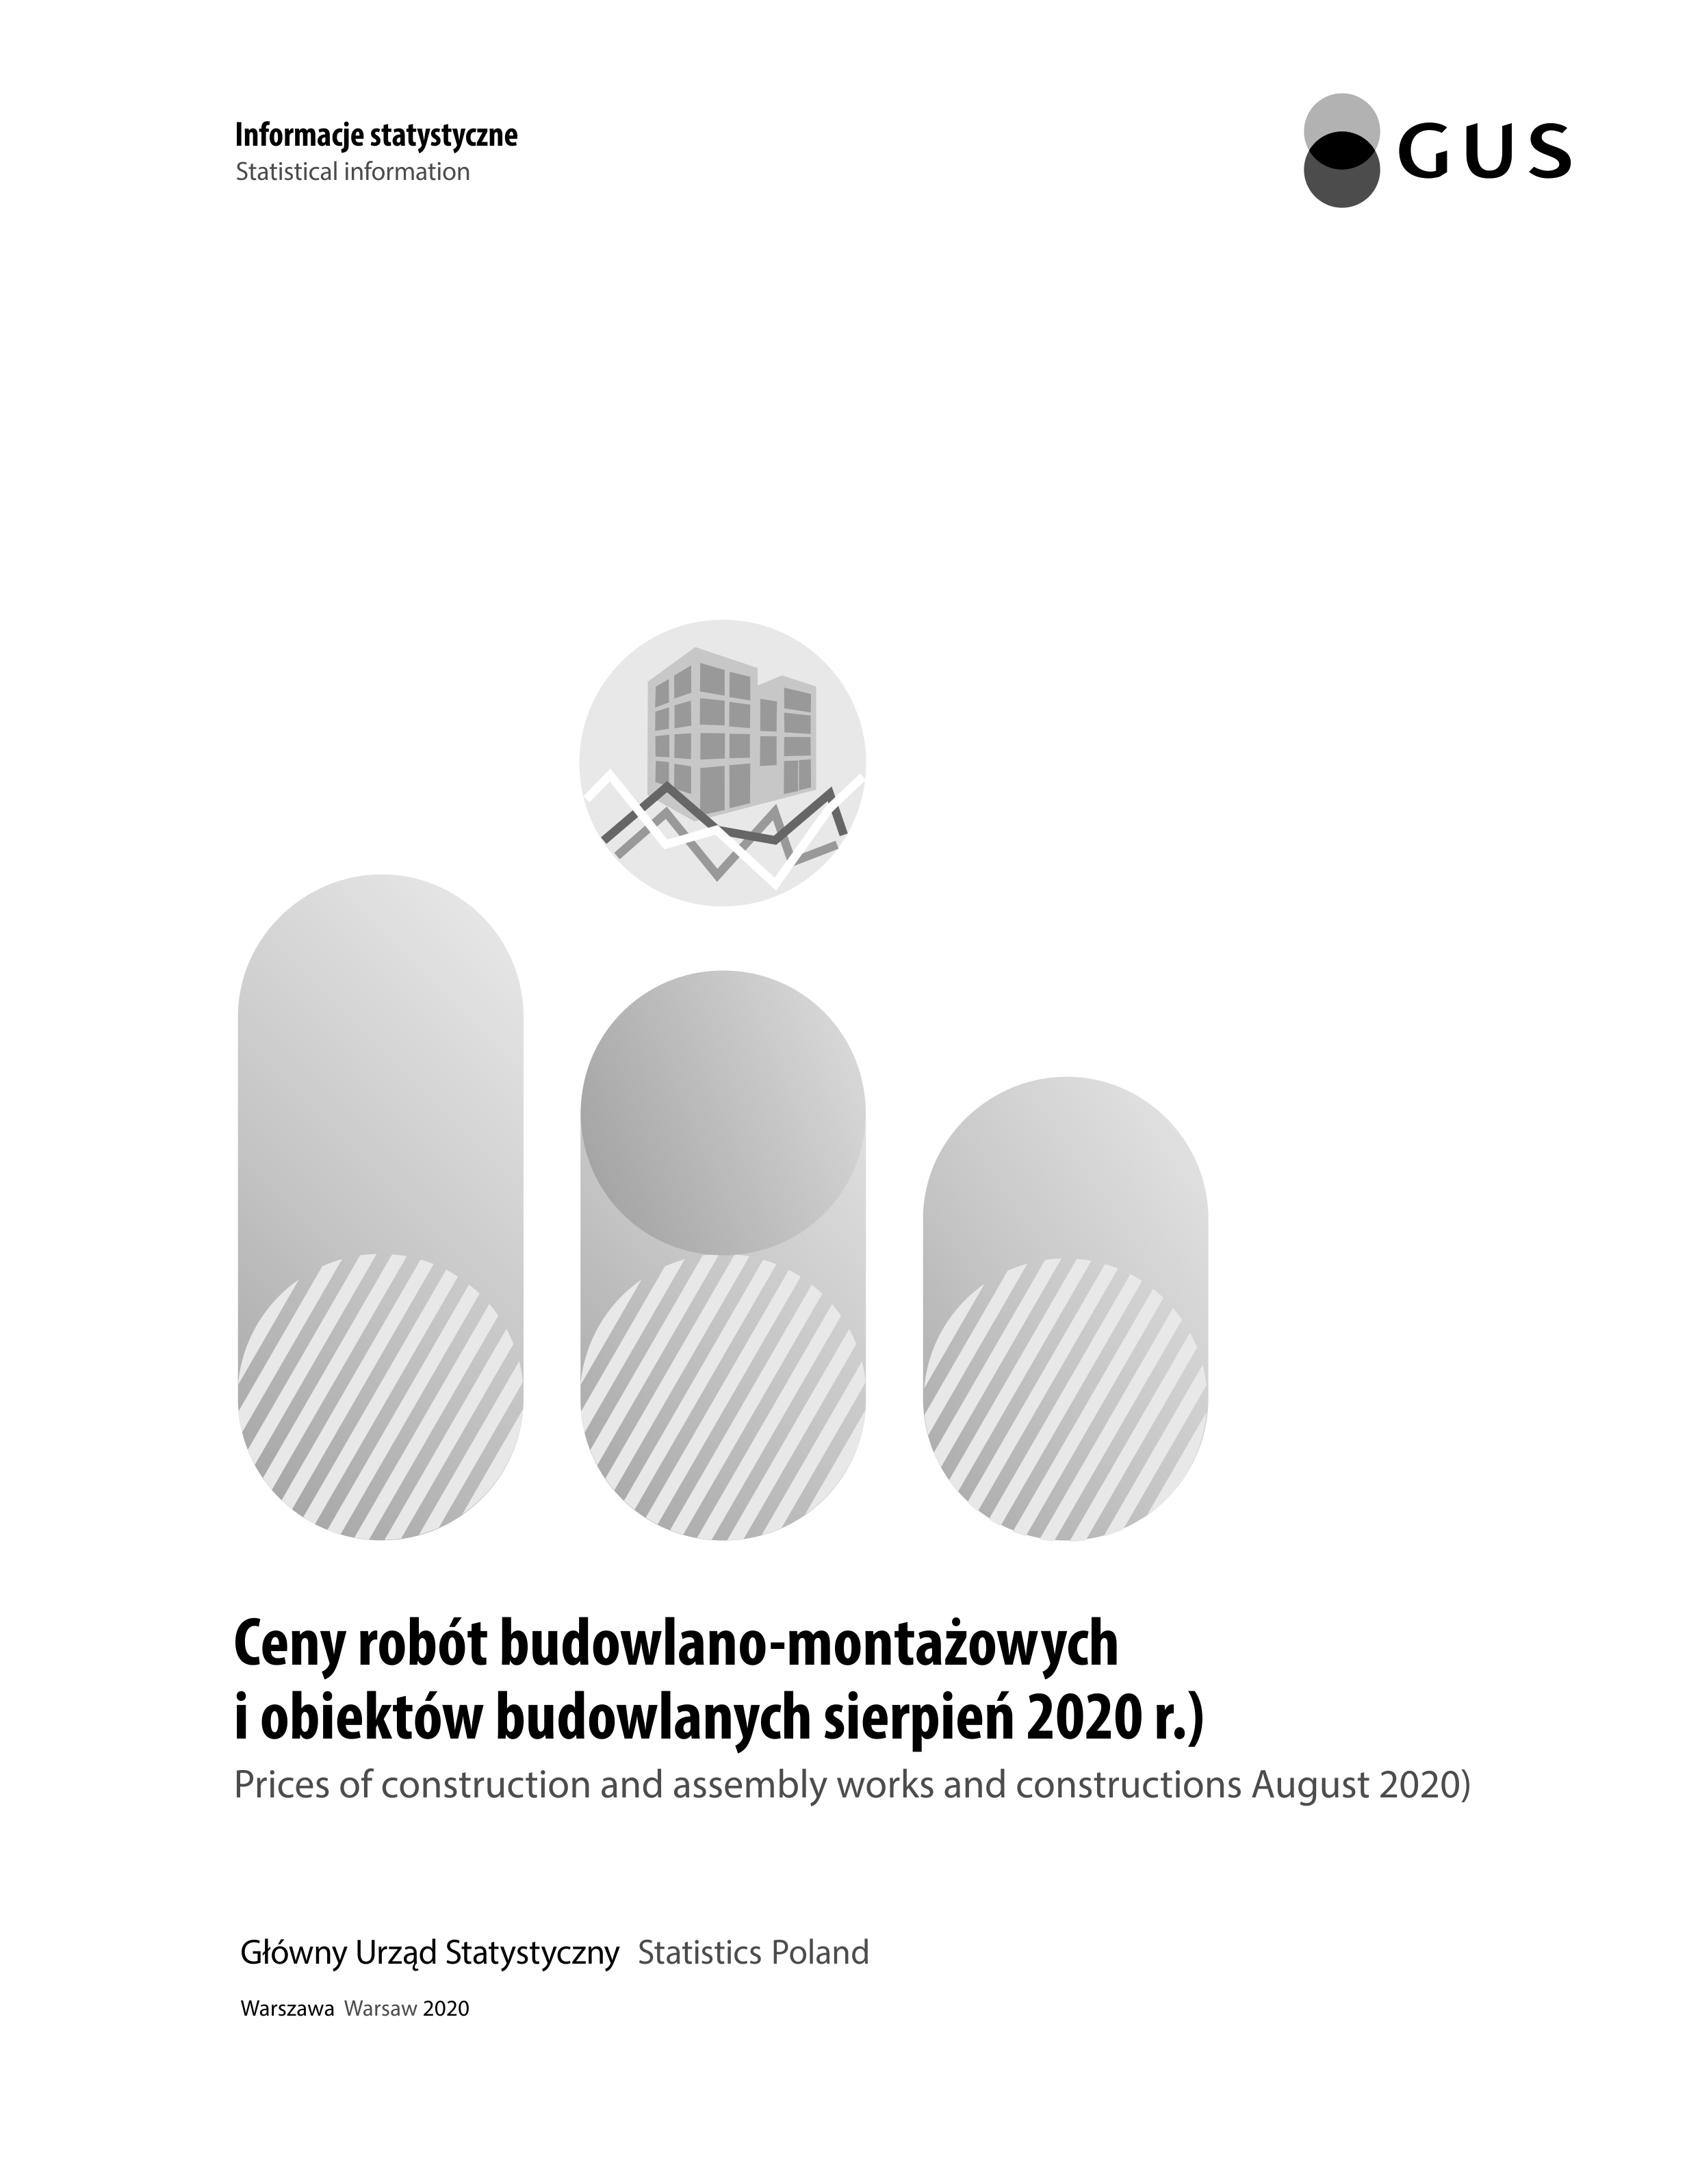 Informacje statystyczne
Statistical information
GUS
Ceny robót budowlano-montażowych
i obiektów budowlanych sierpień 2020 r.)
Prices of construction and assembly works and constructions August 2020)
Główny Urząd Statystyczny Statistics Poland
Warszawa Warsaw 2020